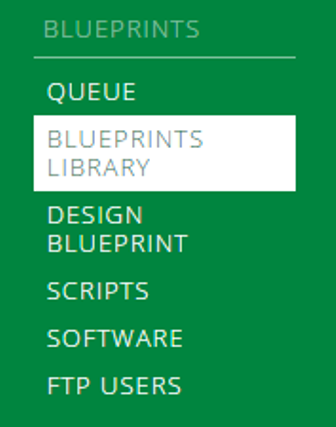 BLUEPRINTS
QUEUE
BLUEPRINTS
LIBRARY
DESIGN
BLUEPRINT
SCRIPTS
SOFTWARE
FTP USERS